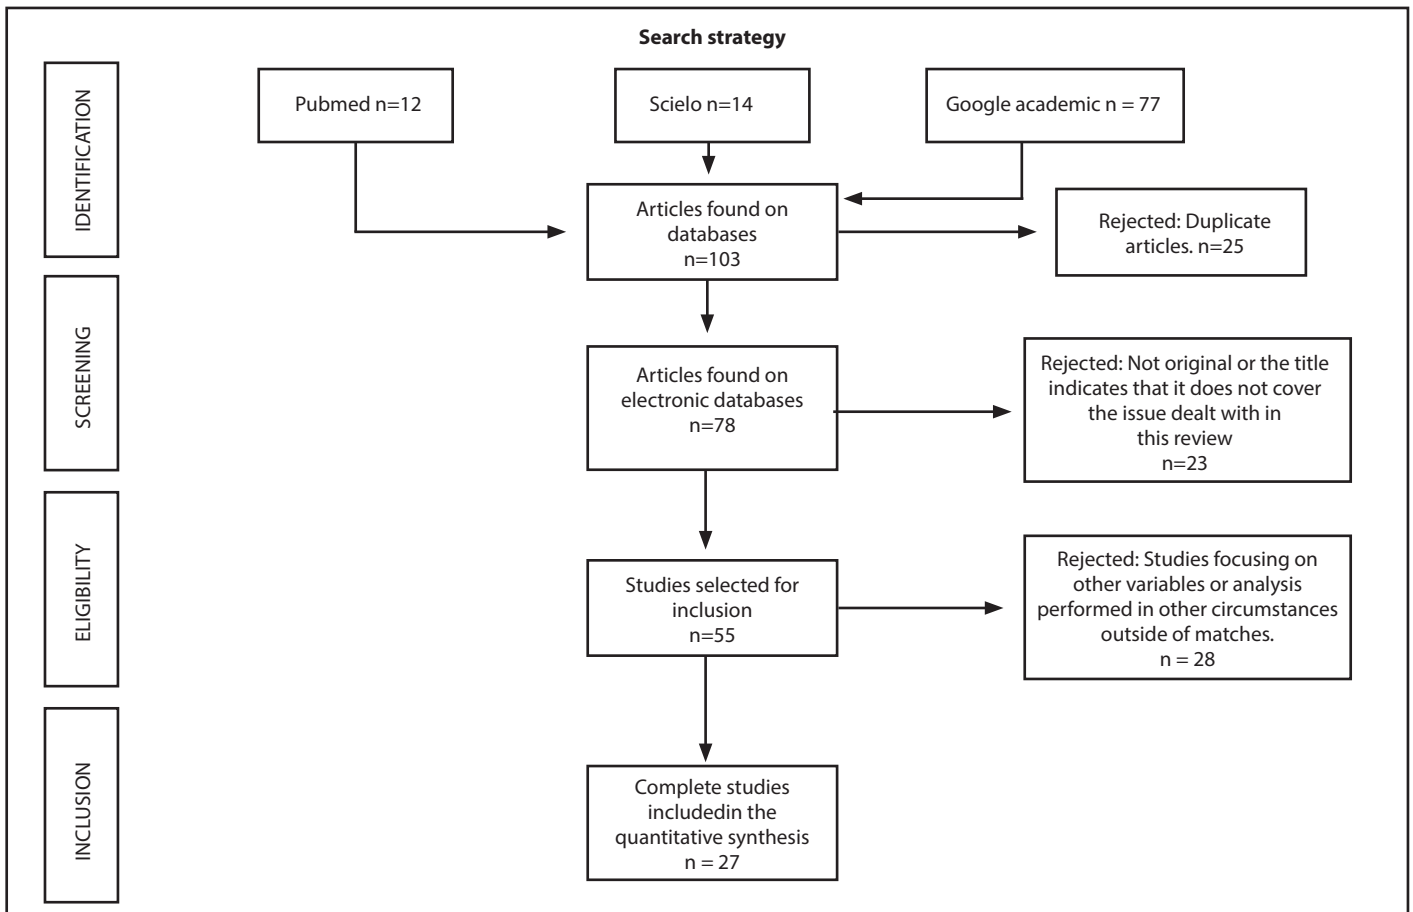 Search strategy
IDENTIFICATION
Pubmed n=12
Scielo n=14
Google academic n = 77
Articles found on
databases
n=103
Rejected: Duplicate
articles. n=25
SCREENING
Articles found on
electronic databases
n=78
Rejected: Not original or the title
indicates that it does not cover
the issue dealt with in
this review
n=23
ELIGIBILITY
Studies selected for
inclusion
n=55
Rejected: Studies focusing on
other variables or analysis
performed in other circumstances
outside of matches.
n = 28
INCLUSION
Complete studies
includedin the
quantitative synthesis
n = 27